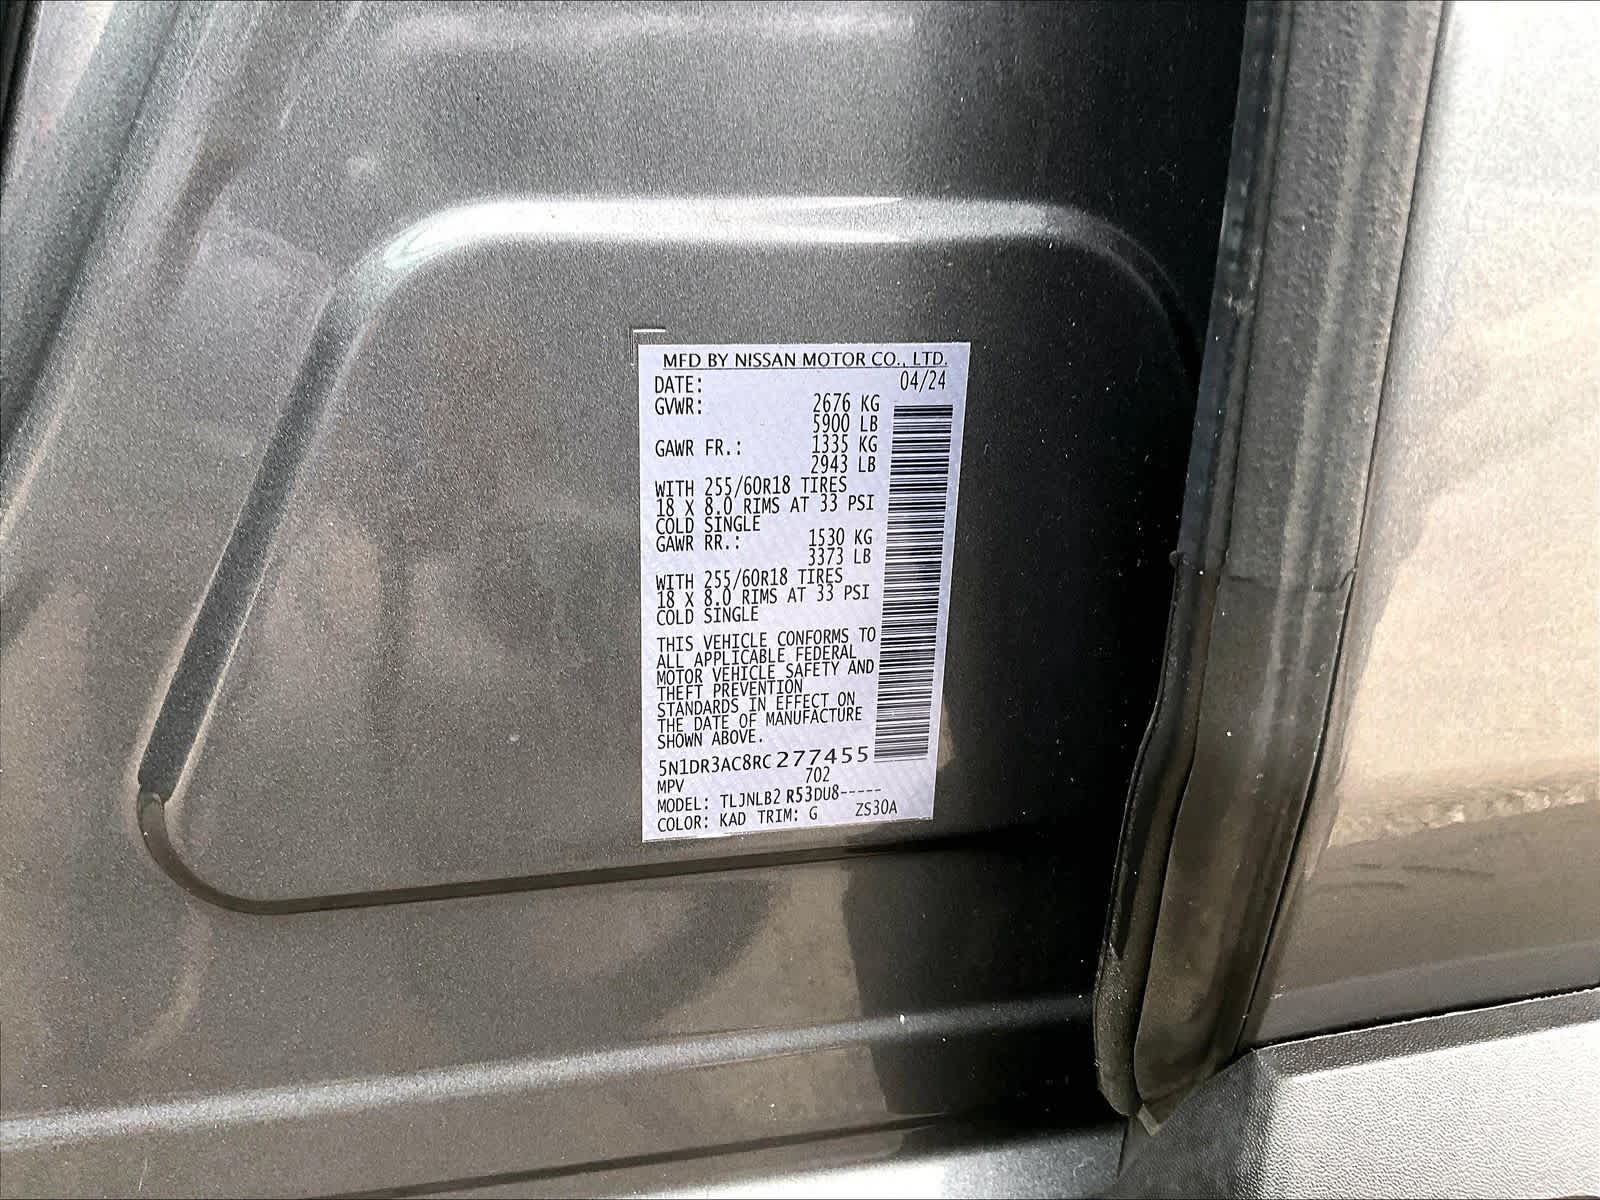 MFD BY NISSAN MOTOR CO., LTD.
DATE: 04/24
GVWR: 2676 KG
5900 LB
GAWR FR.: 1335 KG
2943 LB
WITH 255/60R18 TIRES
18 X 8.0 RIMS AT 33 PSI
COLD SINGLE
GAWR RR.: 1530 KG
3373 LB
WITH 255/60R18 TIRES
18 X 8.0 RIMS AT 33 PSI
COLD SINGLE
THIS VEHICLE CONFORMS TO
ALL APPLICABLE FEDERAL
MOTOR VEHICLE SAFETY AND
THEFT PREVENTION
STANDARDS IN EFFECT ON
THE DATE OF MANUFACTURE
SHOWN ABOVE.
5N1DR3AC8RC277455
MPV 702
MODEL: TLJNLB2 R53DU8-----
COLOR: KAD TRIM: G ZS30A